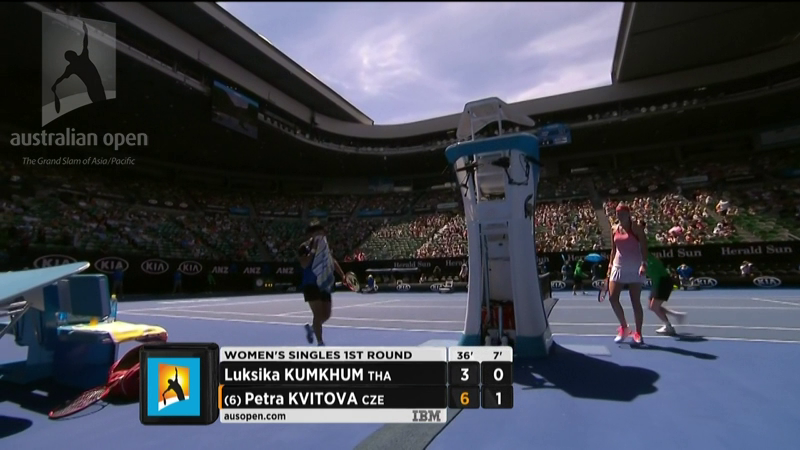 australian open
The Grand Slam of Asia/Pacific
KIA KIA KIA KIA ANZ ANZ Herald Sun Herald Sun
WOMEN'S SINGLES 1ST ROUND 36' 7'
Luksika KUMKHUM THA 3 0
(6) Petra KVITOVA CZE 6 1
ausopen.com IBM